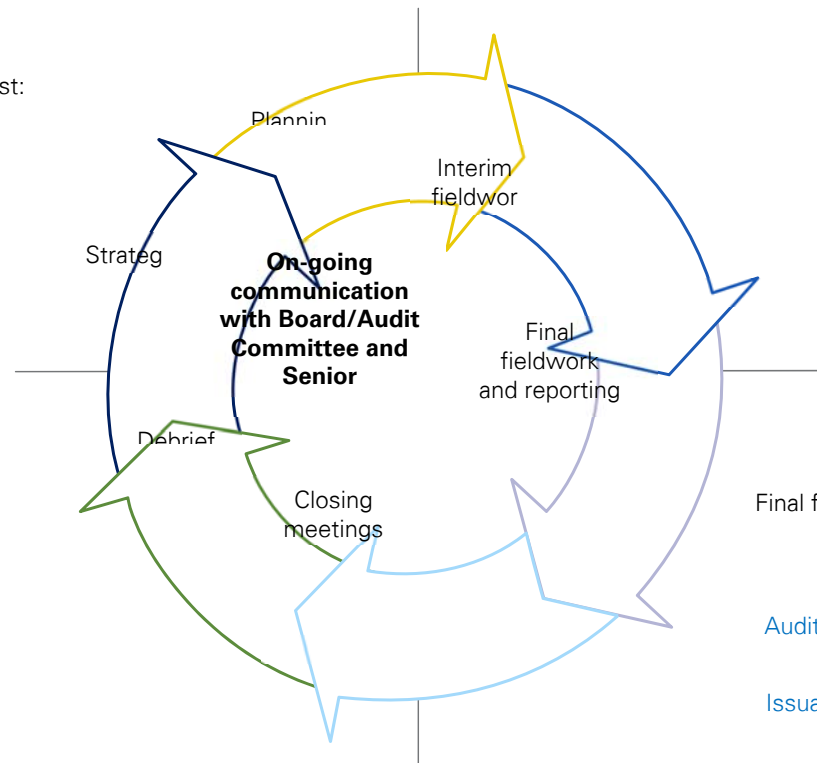 st:
Plannin
Interim
fieldwor
Strateg
On-going
communication
with Board/Audit
Committee and
Senior
Final
fieldwork
and reporting
Debrief
Closing
meetings
Final f
Audit
Issua